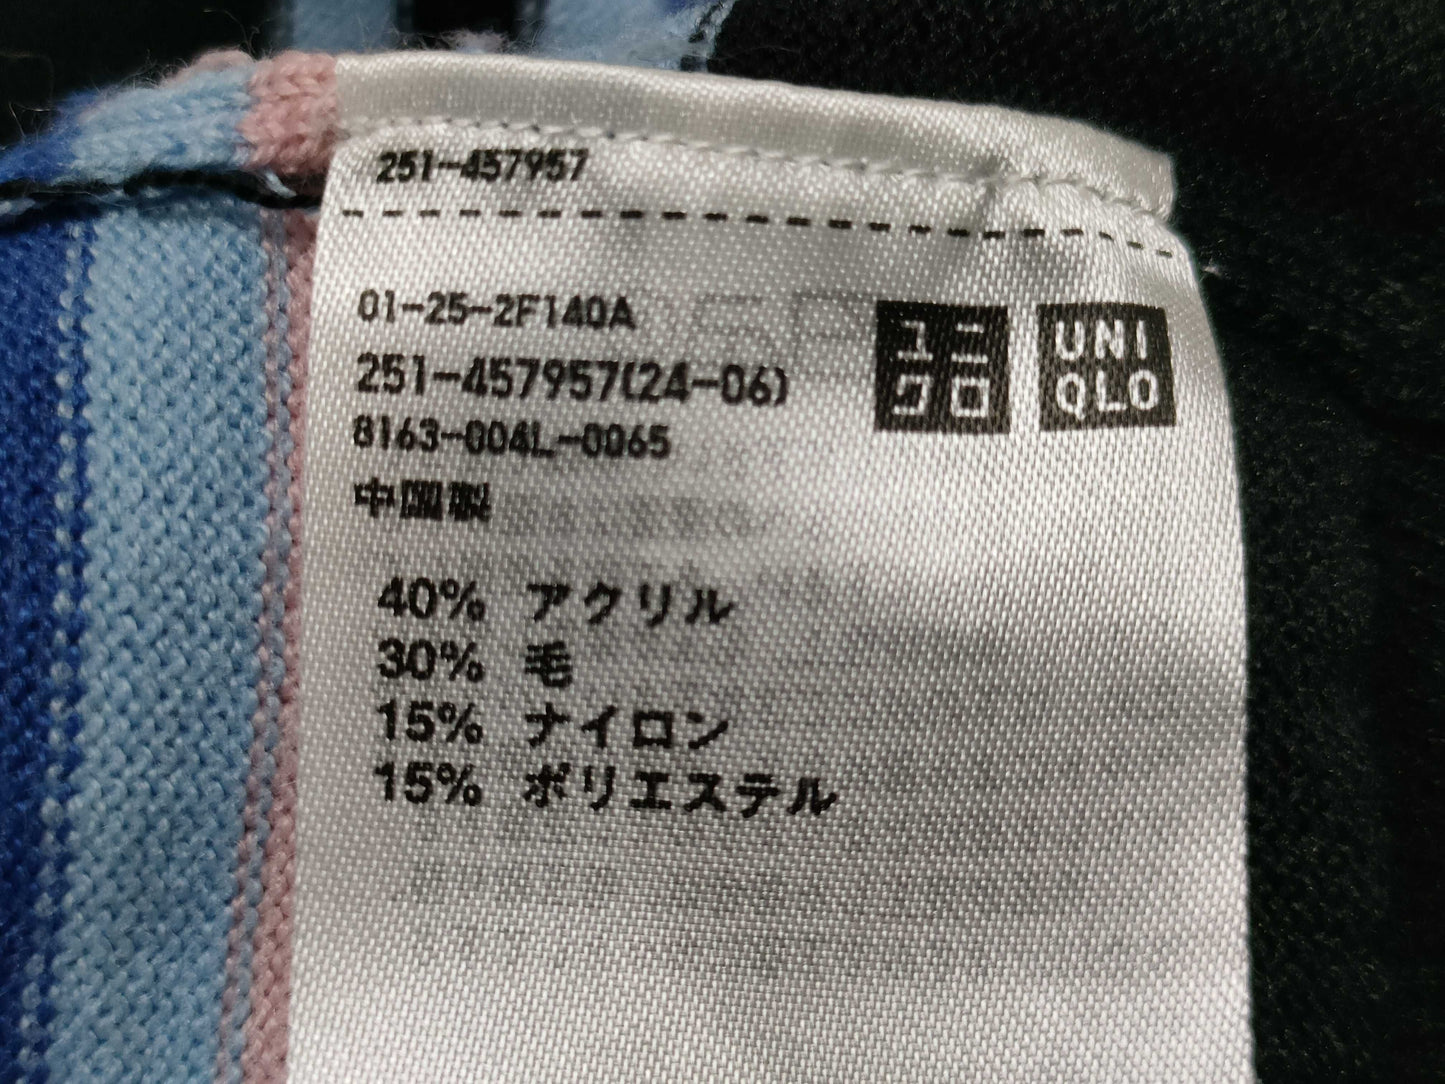 251-457957
01-25-2F140A
251-457957(24-06)
8163-004L-0065
中国製
ユニ
クロ
UNI
QLO
40% アクリル
30% 毛
15% ナイロン
15% ポリエステル